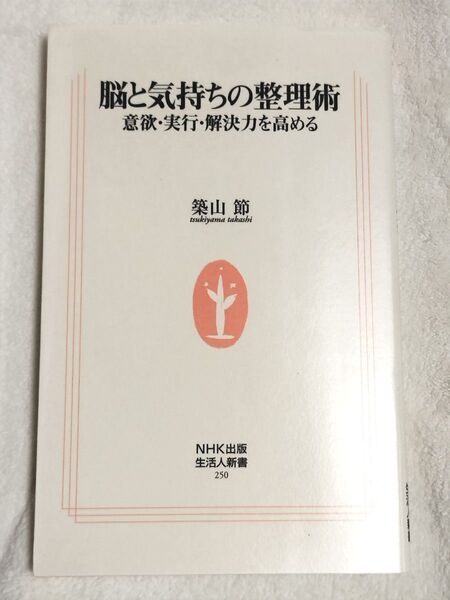 脳と気持ちの整理術
意欲・実行・解決力を高める
築山 節
tsukiyama takashi
NHK出版
生活人新書
250